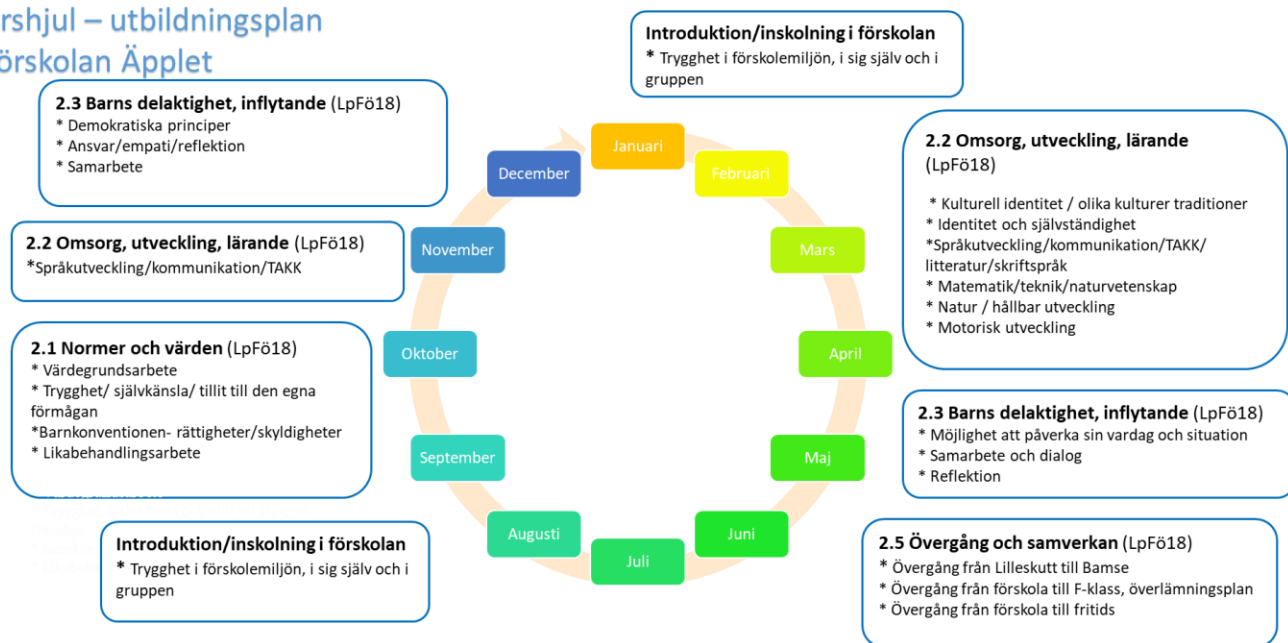 rshjul – utbildningsplan
örskolan Äpplet
Introduktion/inskolning i förskolan
* Trygghet i förskolemiljön, i sig själv och i
gruppen
2.3 Barns delaktighet, inflytande (LpFö18)
* Demokratiska principer
* Ansvar/empati/reflektion
* Samarbete
2.2 Omsorg, utveckling, lärande
(LpFö18)
* Kulturell identitet / olika kulturer traditioner
* Identitet och självständighet
*Språkutveckling/kommunikation/TAKK/
litteratur/skriftspråk
* Matematik/teknik/naturvetenskap
* Natur / hållbar utveckling
* Motorisk utveckling
Januari
Februari
Mars
April
Maj
Juni
Juli
Augusti
September
Oktober
November
December
2.2 Omsorg, utveckling, lärande (LpFö18)
*Språkutveckling/kommunikation/TAKK
2.1 Normer och värden (LpFö18)
* Värdegrundsarbete
* Trygghet/ självkänsla/ tillit till den egna
förmågan
*Barnkonventionen- rättigheter/skyldigheter
* Likabehandlingsarbete
2.3 Barns delaktighet, inflytande (LpFö18)
* Möjlighet att påverka sin vardag och situation
* Samarbete och dialog
* Reflektion
Introduktion/inskolning i förskolan
* Trygghet i förskolemiljön, i sig själv och i
gruppen
2.5 Övergång och samverkan (LpFö18)
* Övergång från Lilleskutt till Bamse
* Övergång från förskola till F-klass, överlämningsplan
* Övergång från förskola till fritids